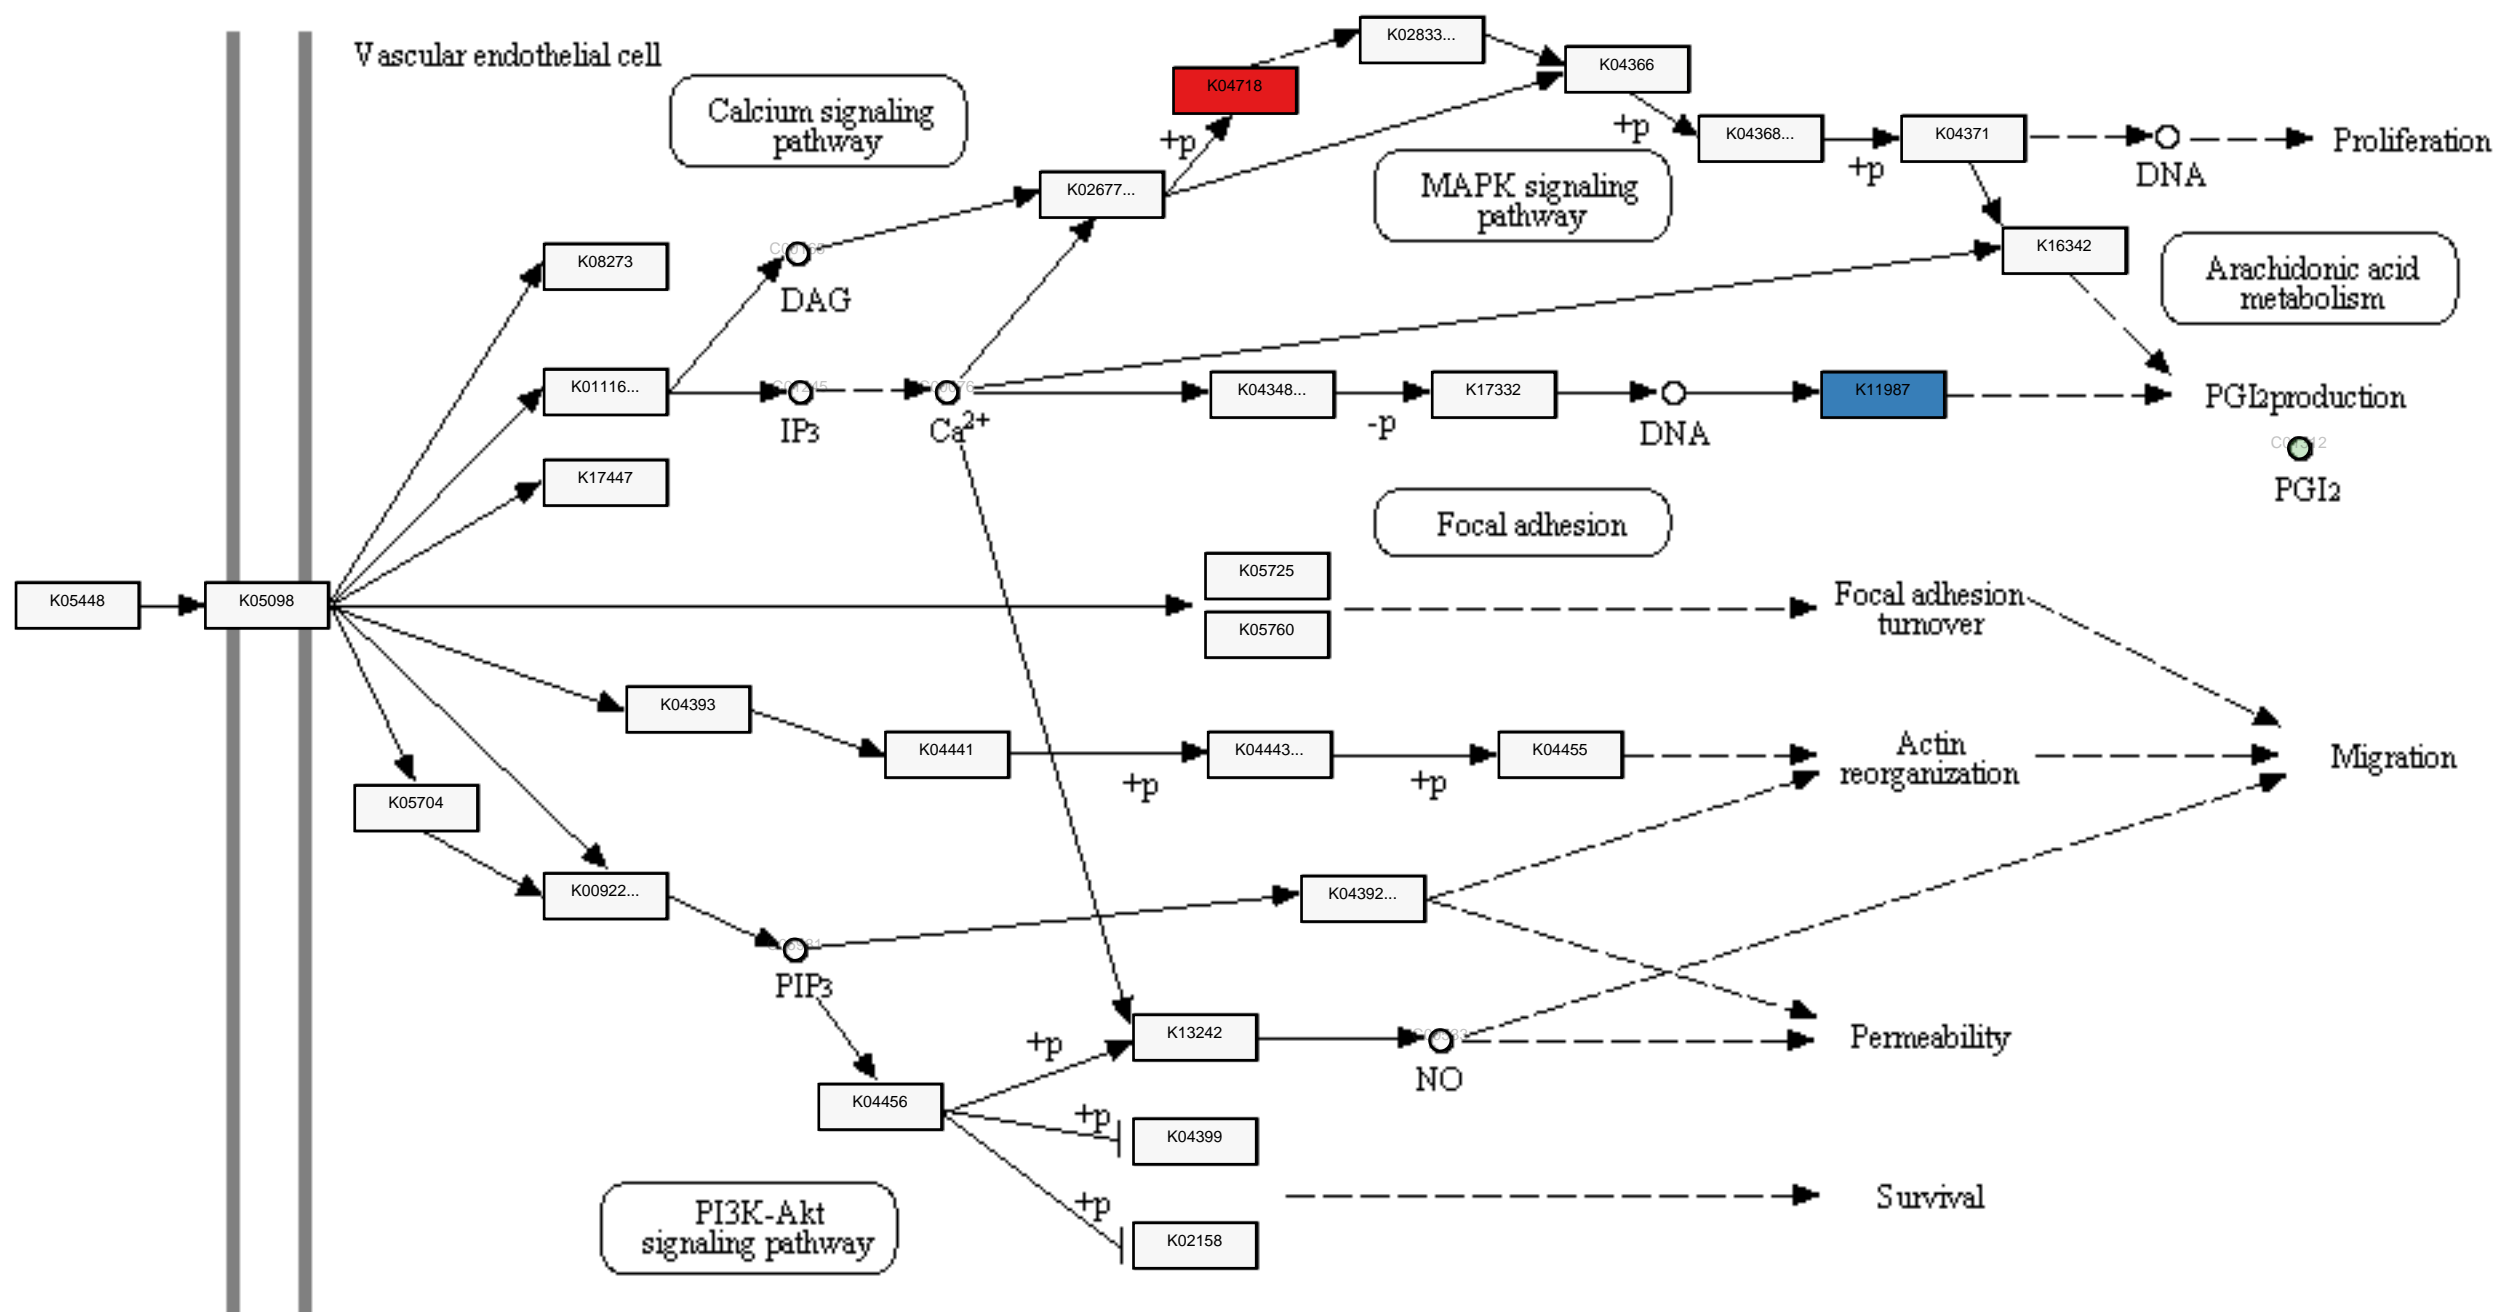 Vascular endothelial cell
K02833...
K04366
K04718
Calcium signaling
pathway
+p
+p
K04368...
K04371
Proliferation
+p
DNA
K02677...
MAPK signaling
pathway
K08273
K16342
DAG
Arachidonic acid
metabolism
K01116...
K04348...
K17332
K11987
PGI2production
IP3
Ca2+
-p
DNA
K17447
PGI2
Focal adhesion
K05725
K05448
K05098
Focal adhesion
turnover
K05760
K04393
K04441
K04443...
K04455
Actin
reorganization
Migration
+p
+p
K05704
K00922...
K04392...
PIP3
K13242
Permeability
+p
NO
K04456
+p
K04399
PI3K-Akt
signaling pathway
+p
Survival
K02158